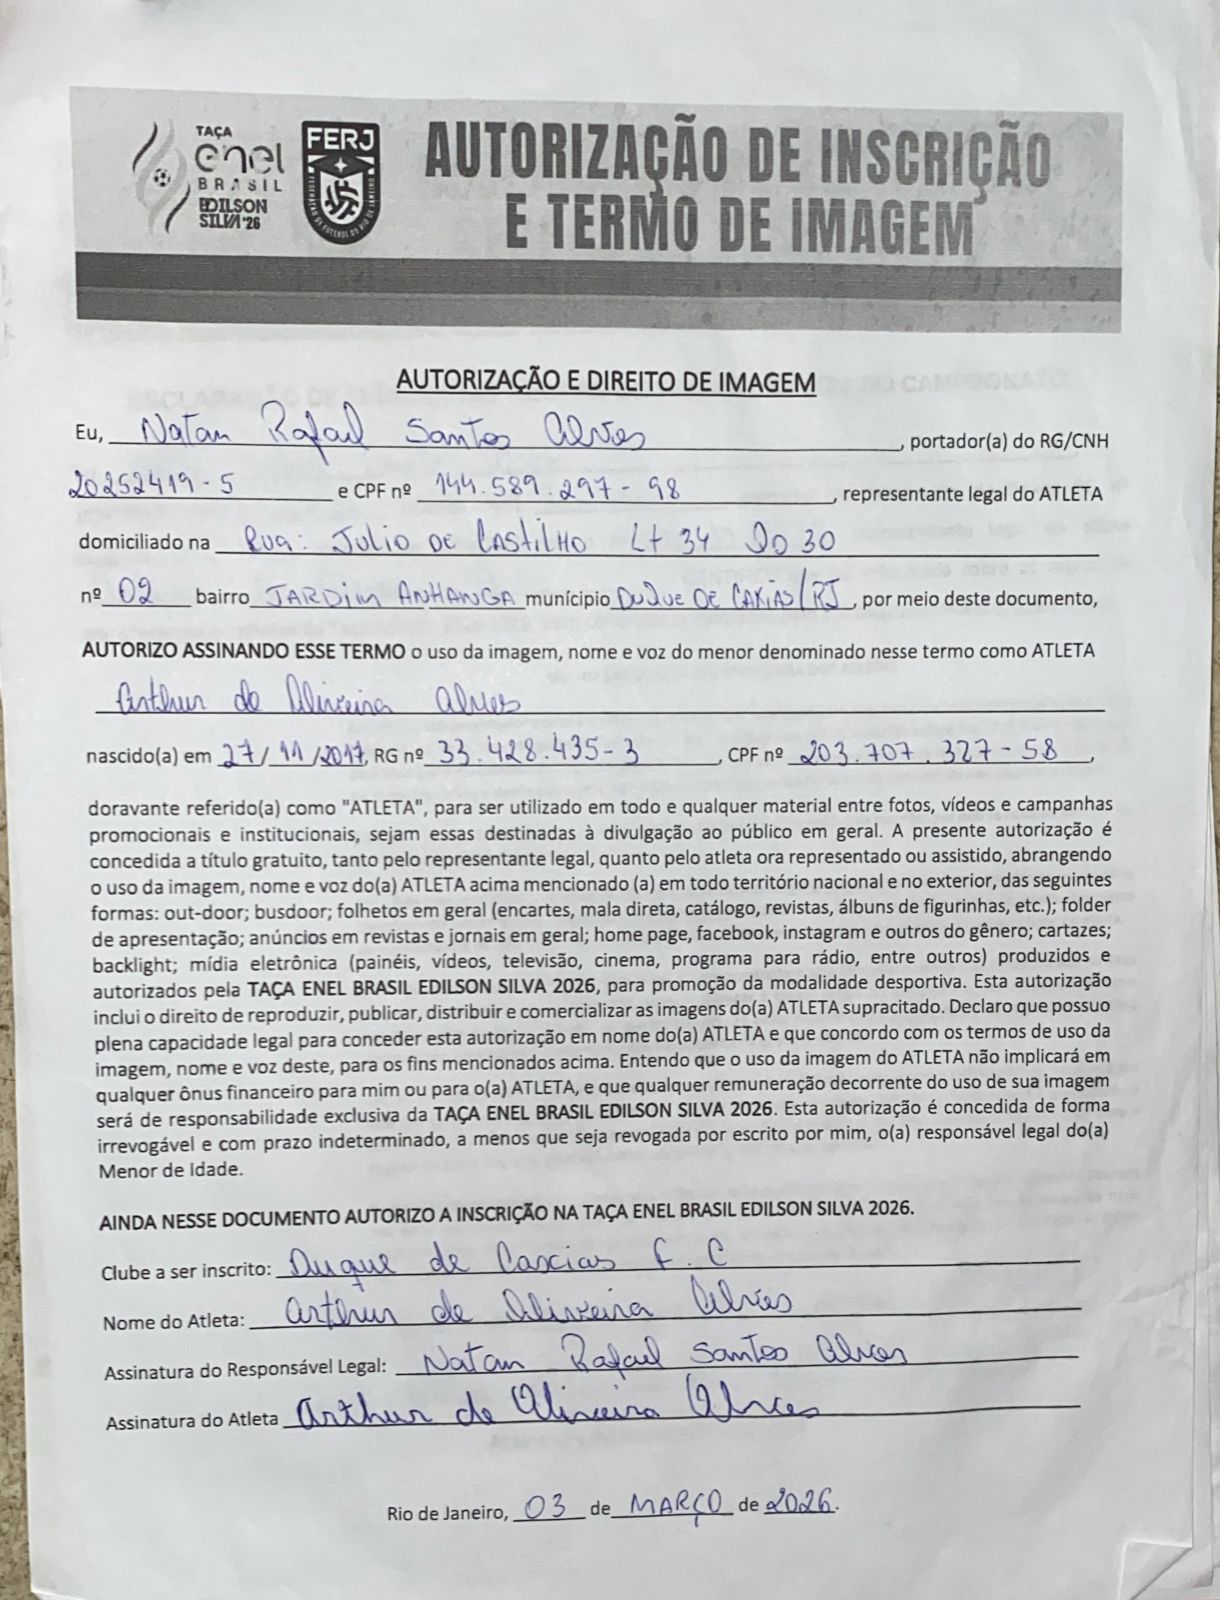 TAÇA
enel
BRASIL
EDILSON
SILVA'26
FERJ
FEDERAÇÃO DE FUTEBOL DO RIO DE JANEIRO
AUTORIZAÇÃO DE INSCRIÇÃO
E TERMO DE IMAGEM
AUTORIZAÇÃO E DIREITO DE IMAGEM
Eu, Natan Rafael Santos Alves, portador(a) do RG/CNH
20252419-5 e CPF nº 144.589.297-98, representante legal do ATLETA
domiciliado na Rua: Julio de Castilho Lt 34 QD 30
nº 02 bairro JARDim ANHANGA munícipio DUQUE DE CAXIAS/RJ, por meio deste documento,
AUTORIZO ASSINANDO ESSE TERMO o uso da imagem, nome e voz do menor denominado nesse termo como ATLETA
Arthur de Oliveira Alves
nascido(a) em 27/11/2017, RG nº 33.428.435-3, CPF nº 203.707.327-58,
doravante referido(a) como "ATLETA", para ser utilizado em todo e qualquer material entre fotos, vídeos e campanhas
promocionais e institucionais, sejam essas destinadas à divulgação ao público em geral. A presente autorização é
concedida a título gratuito, tanto pelo representante legal, quanto pelo atleta ora representado ou assistido, abrangendo
o uso da imagem, nome e voz do(a) ATLETA acima mencionado (a) em todo território nacional e no exterior, das seguintes
formas: out-door; busdoor; folhetos em geral (encartes, mala direta, catálogo, revistas, álbuns de figurinhas, etc.); folder
de apresentação; anúncios em revistas e jornais em geral; home page, facebook, instagram e outros do gênero; cartazes;
backlight; mídia eletrônica (painéis, vídeos, televisão, cinema, programa para rádio, entre outros) produzidos e
autorizados pela TAÇA ENEL BRASIL EDILSON SILVA 2026, para promoção da modalidade desportiva. Esta autorização
inclui o direito de reproduzir, publicar, distribuir e comercializar as imagens do(a) ATLETA supracitado. Declaro que possuo
plena capacidade legal para conceder esta autorização em nome do(a) ATLETA e que concordo com os termos de uso da
imagem, nome e voz deste, para os fins mencionados acima. Entendo que o uso da imagem do ATLETA não implicará em
qualquer ônus financeiro para mim ou para o(a) ATLETA, e que qualquer remuneração decorrente do uso de sua imagem
será de responsabilidade exclusiva da TAÇA ENEL BRASIL EDILSON SILVA 2026. Esta autorização é concedida de forma
irrevogável e com prazo indeterminado, a menos que seja revogada por escrito por mim, o(a) responsável legal do(a)
Menor de Idade.
AINDA NESSE DOCUMENTO AUTORIZO A INSCRIÇÃO NA TAÇA ENEL BRASIL EDILSON SILVA 2026.
Clube a ser inscrito: Duque de Cascias F.C
Nome do Atleta: Arthur de Oliveira Alves
Assinatura do Responsável Legal: Natan Rafael Santos Alves
Assinatura do Atleta Arthur de Oliveira Alves
Rio de Janeiro, 03 de MARÇO de 2026.